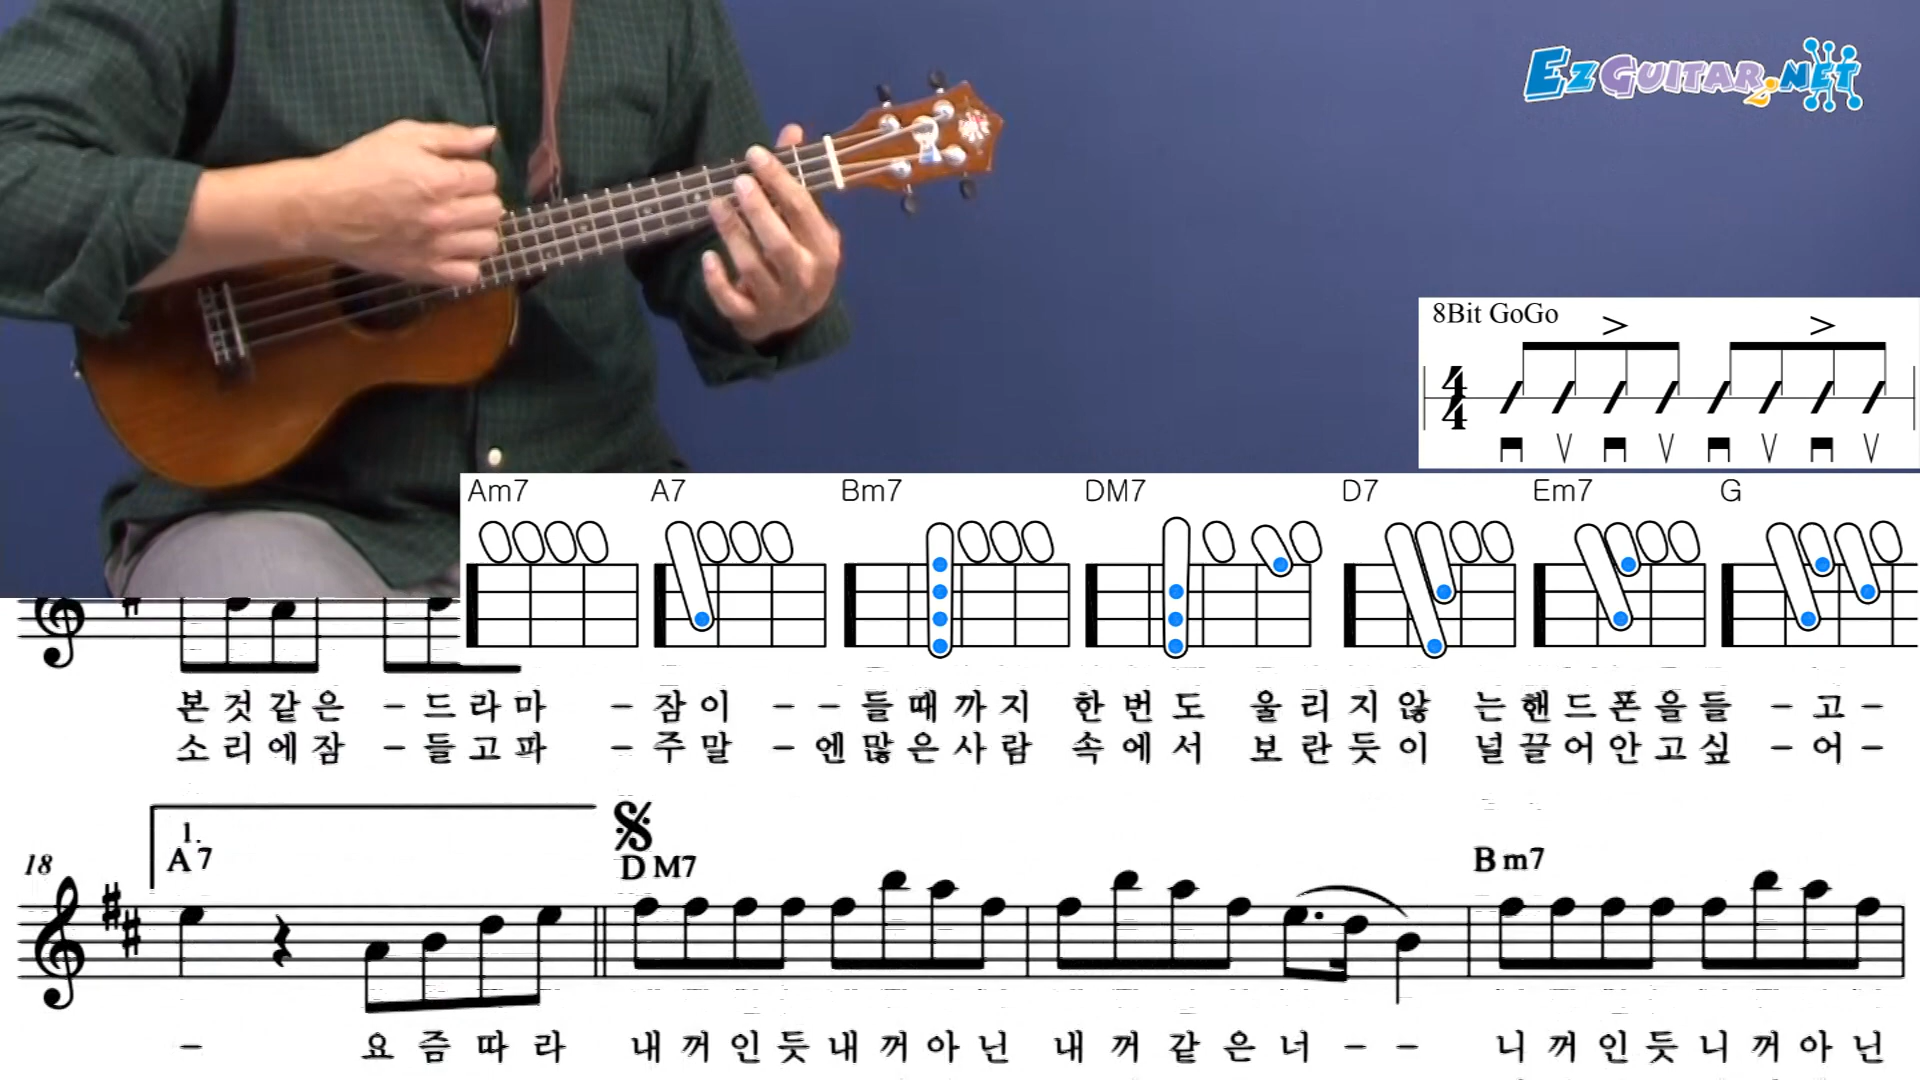 EzGuitar.net
8Bit GoGo
4
4
Am7 A7 Bm7 DM7 D7 Em7 G
본것같은 - 드라마 - 잠이 - - 들때까지 한번도 울리지않 는핸드폰을들 - 고 -
소리에잠 - 들고파 - 주말 - 엔많은사람 속에서 보란듯이 널끌어안고싶 - 어 -
1.
18 A7 D M7 B m7
- 요즘따라 내꺼인듯내꺼아닌 내꺼같은너 - - 니꺼인듯니꺼아닌